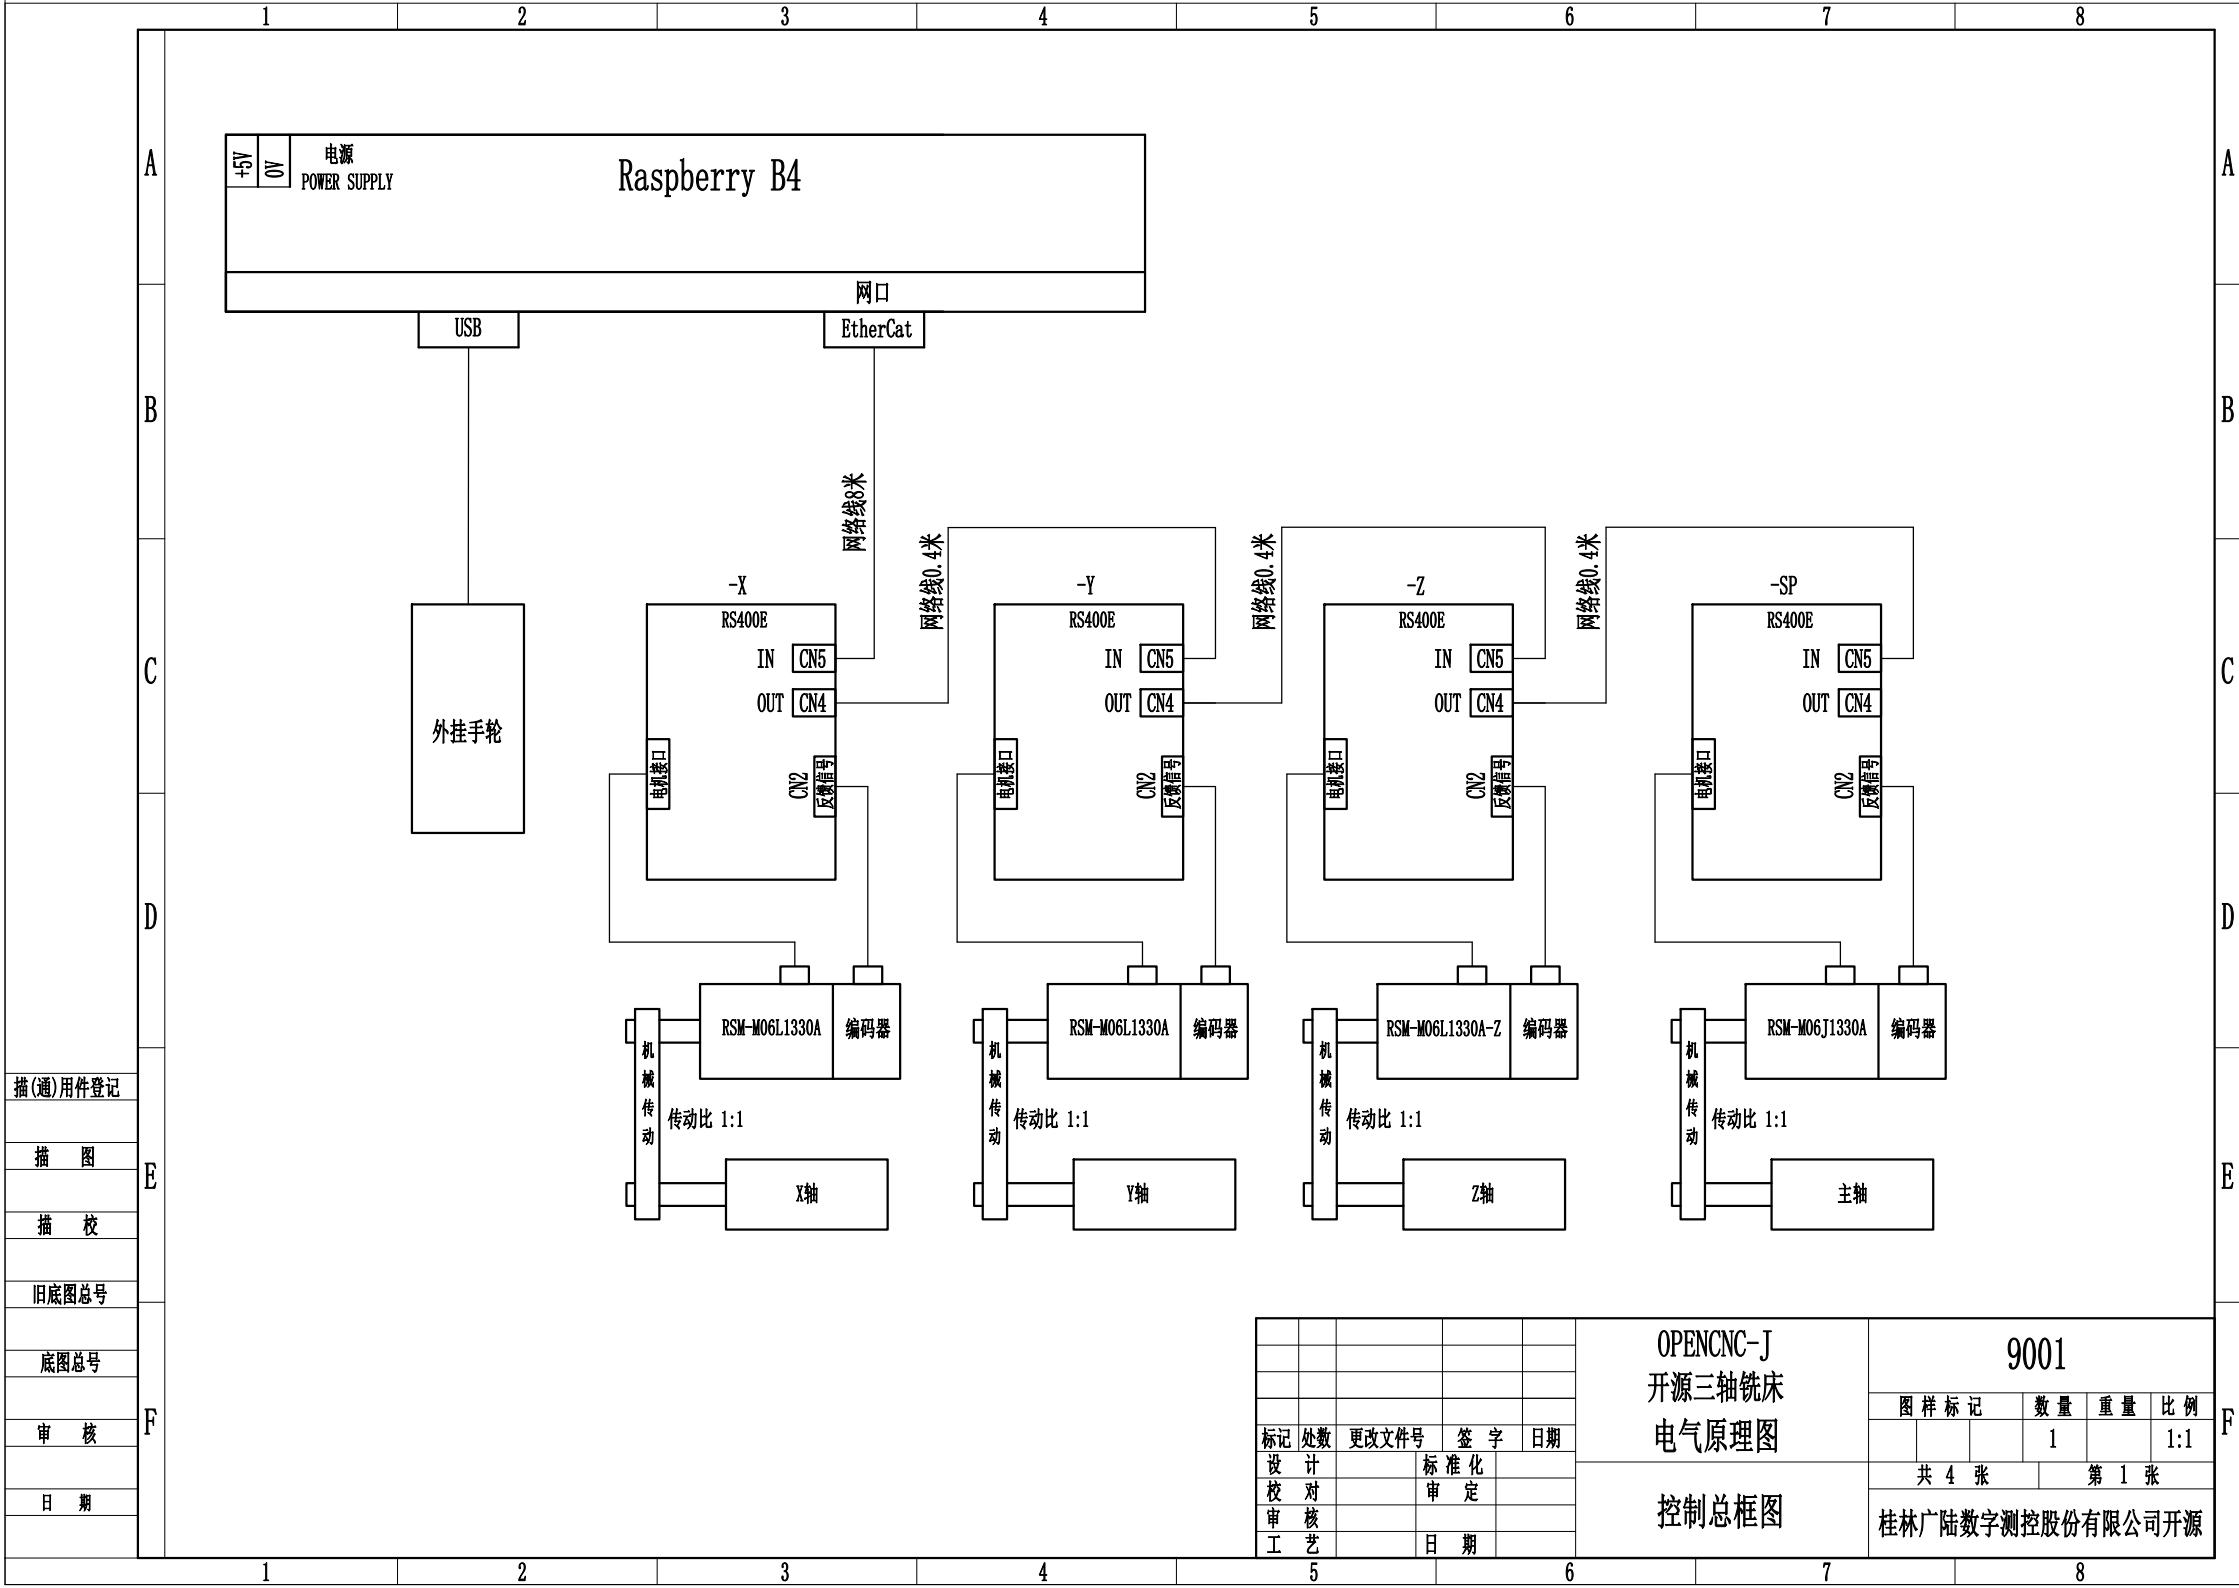 1 2 3 4 5 6 7 8
A A
+5V 0V 电源
POWER SUPPLY
Raspberry B4
网口
USB
EtherCat
B B
网络线8米
网络线0.4米
网络线0.4米
网络线0.4米
-X
RS400E
IN CN5
OUT CN4
电机接口
CN2 反馈信号
-Y
RS400E
IN CN5
OUT CN4
电机接口
CN2 反馈信号
-Z
RS400E
IN CN5
OUT CN4
电机接口
CN2 反馈信号
-SP
RS400E
IN CN5
OUT CN4
电机接口
CN2 反馈信号
C C
外挂手轮
D D
RSM-M06L1330A 编码器
机械传动
传动比 1:1
X轴
RSM-M06L1330A 编码器
机械传动
传动比 1:1
Y轴
RSM-M06L1330A-Z 编码器
机械传动
传动比 1:1
Z轴
RSM-M06J1330A 编码器
机械传动
传动比 1:1
主轴
E E
描(通)用件登记
描 图
描 校
旧底图总号
底图总号
审 核
日 期
F F
标记 处数 更改文件号 签 字 日期
设 计 标 准 化
校 对 审 定
审 核
工 艺 日 期
OPENCNC-J
开源三轴铣床
电气原理图
控制总框图
9001
图 样 标 记 数 量 重 量 比 例
1 1:1
共 4 张 第 1 张
桂林广陆数字测控股份有限公司开源
1 2 3 4 5 6 7 8